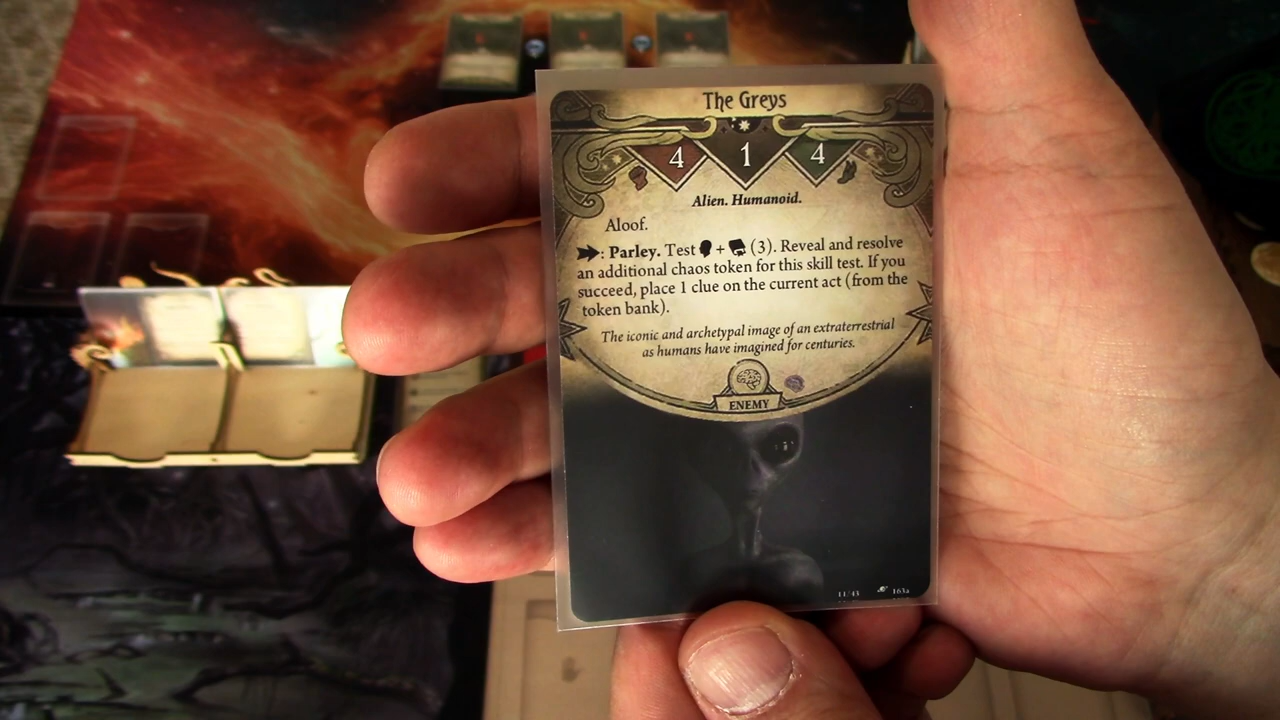 The Greys
4 1 4
Alien. Humanoid.
Aloof.
: Parley. Test + (3). Reveal and resolve
an additional chaos token for this skill test. If you
succeed, place 1 clue on the current act (from the
token bank).
The iconic and archetypal image of an extraterrestrial
as humans have imagined for centuries.
ENEMY
11/43 163a